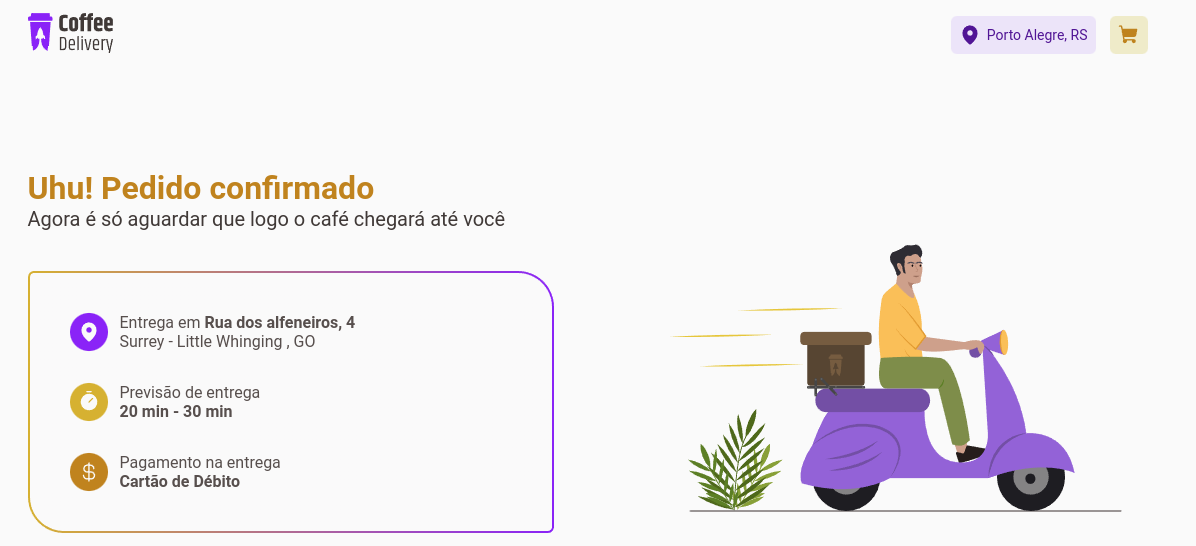 Coffee
Delivery
Porto Alegre, RS
Uhu! Pedido confirmado
Agora é só aguardar que logo o café chegará até você
Entrega em Rua dos alfeneiros, 4
Surrey - Little Whinging , GO
Previsão de entrega
20 min - 30 min
Pagamento na entrega
Cartão de Débito